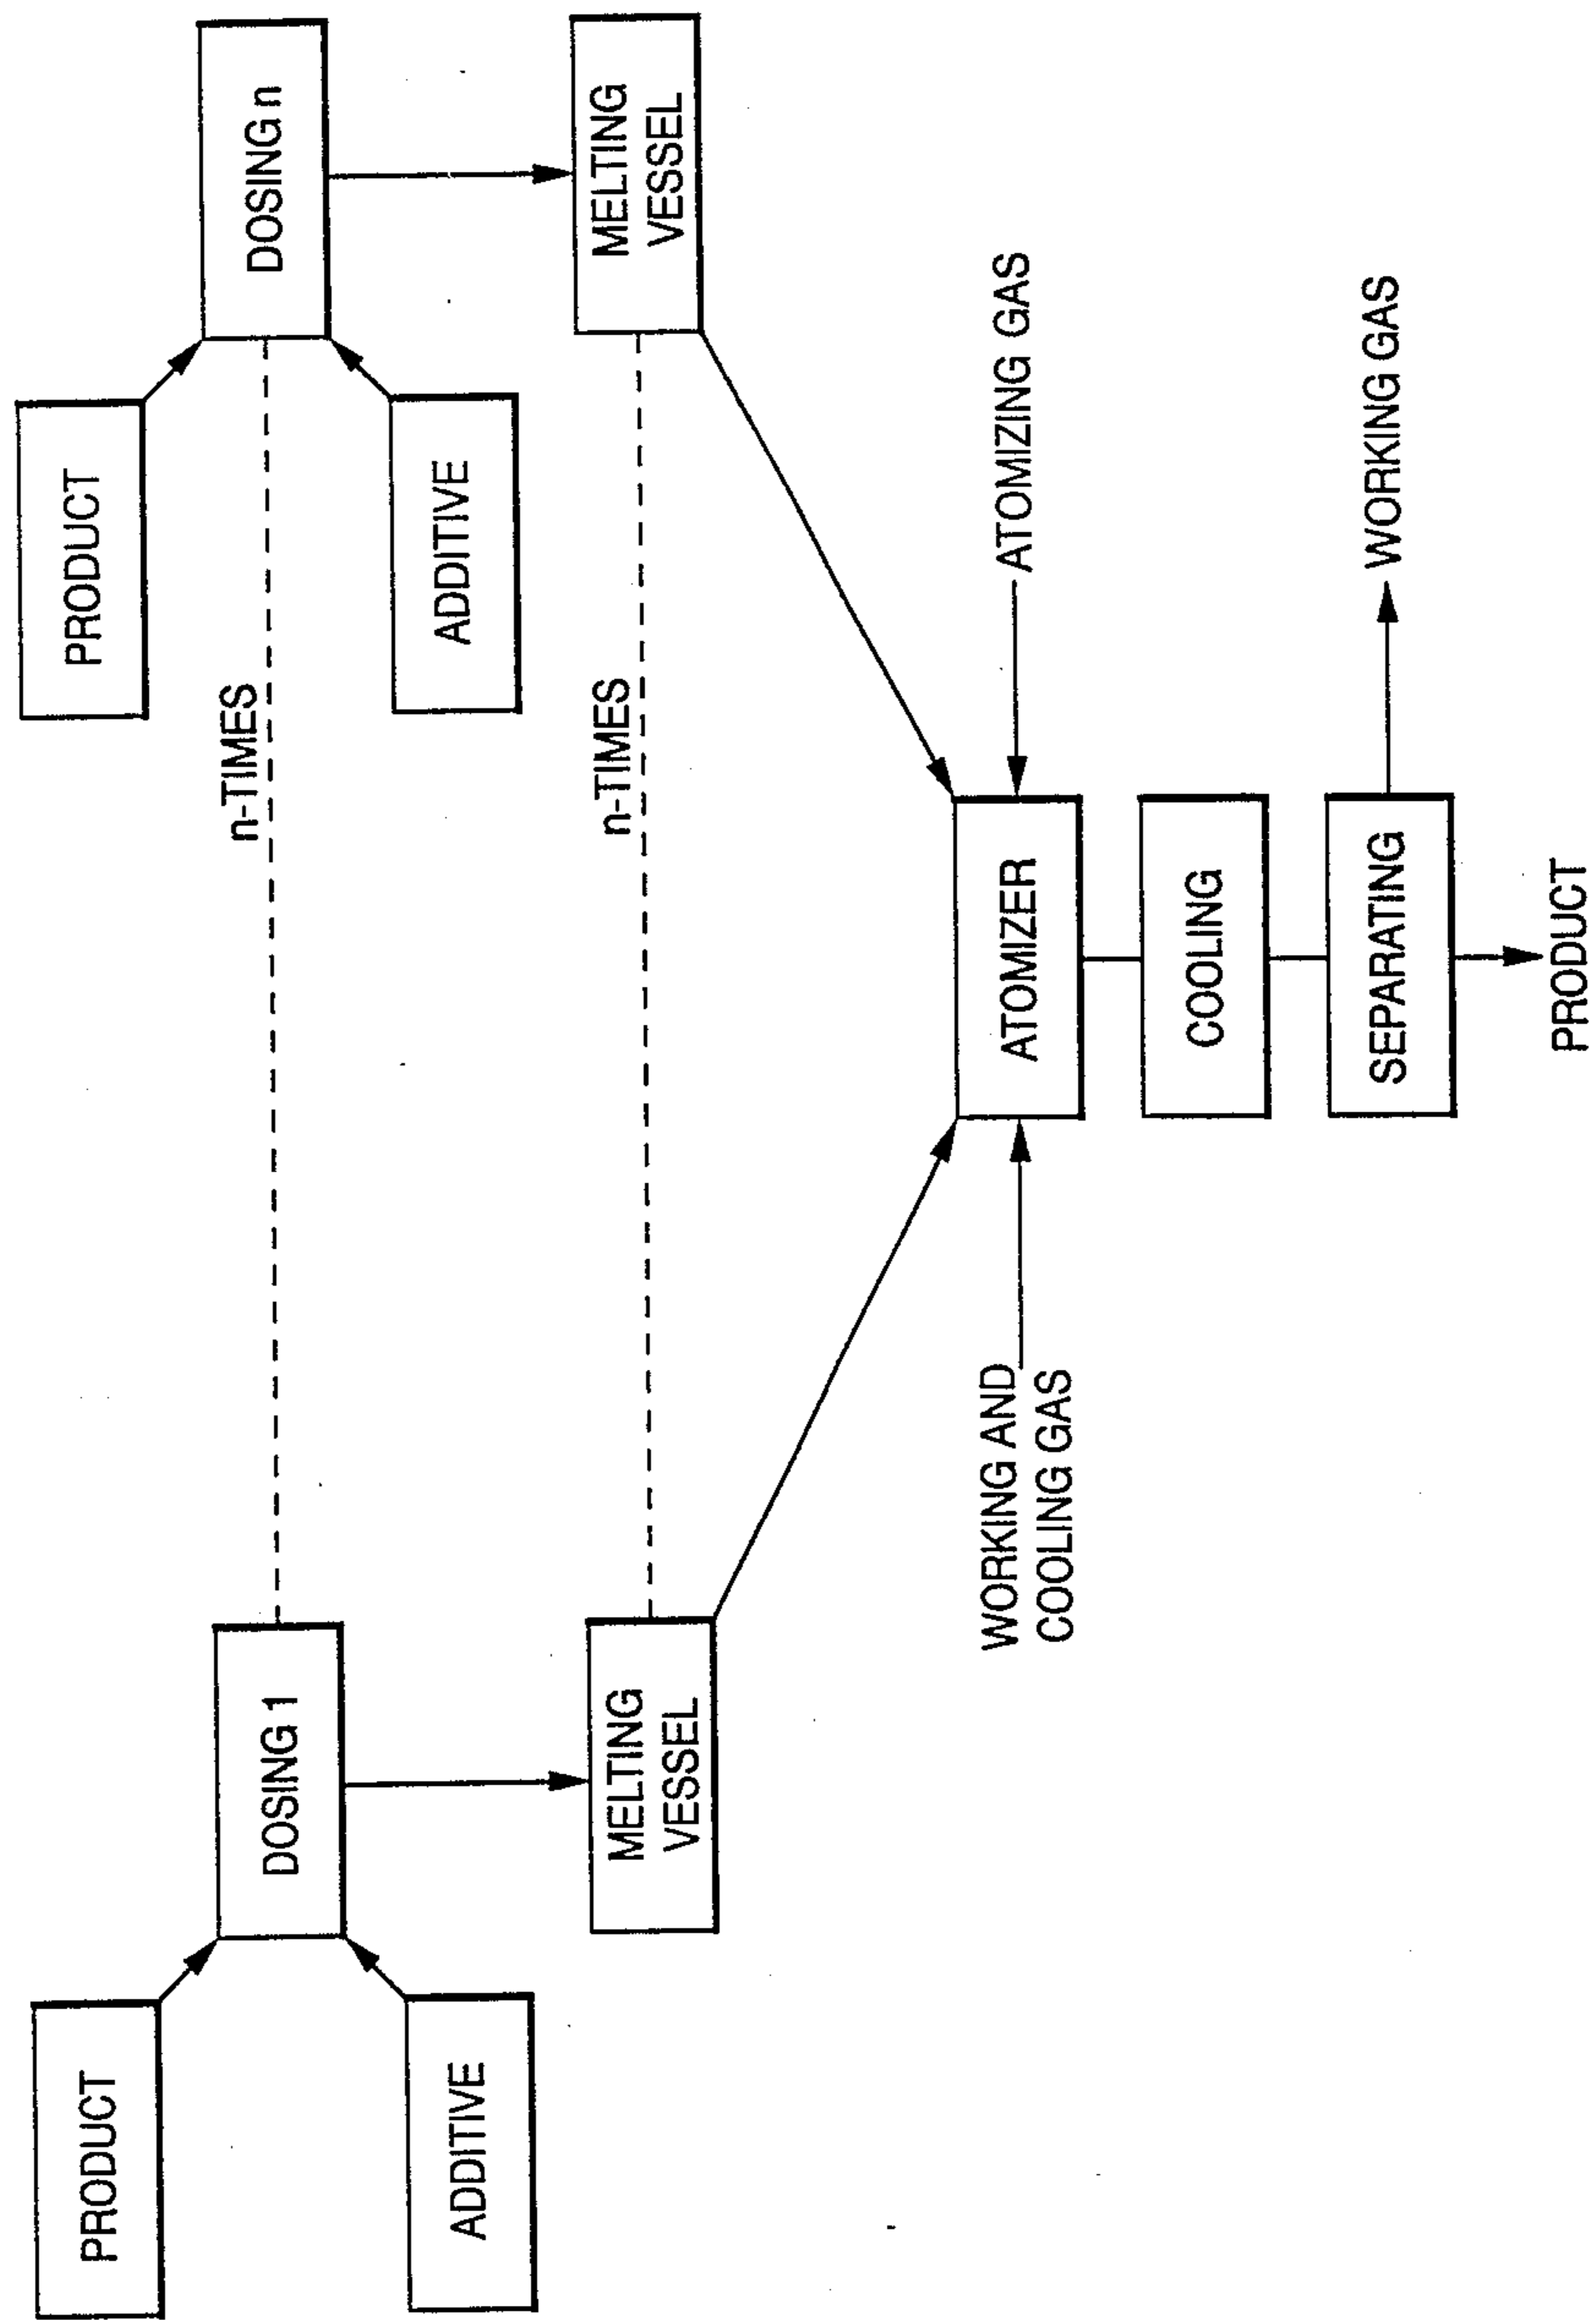 PRODUCT
ADDITIVE
DOSING 1
MELTING
VESSEL
n-TIMES
n-TIMES
PRODUCT
ADDITIVE
DOSING n
MELTING
VESSEL
WORKING AND
COOLING GAS
ATOMIZER
ATOMIZING GAS
COOLING
SEPARATING
WORKING GAS
PRODUCT